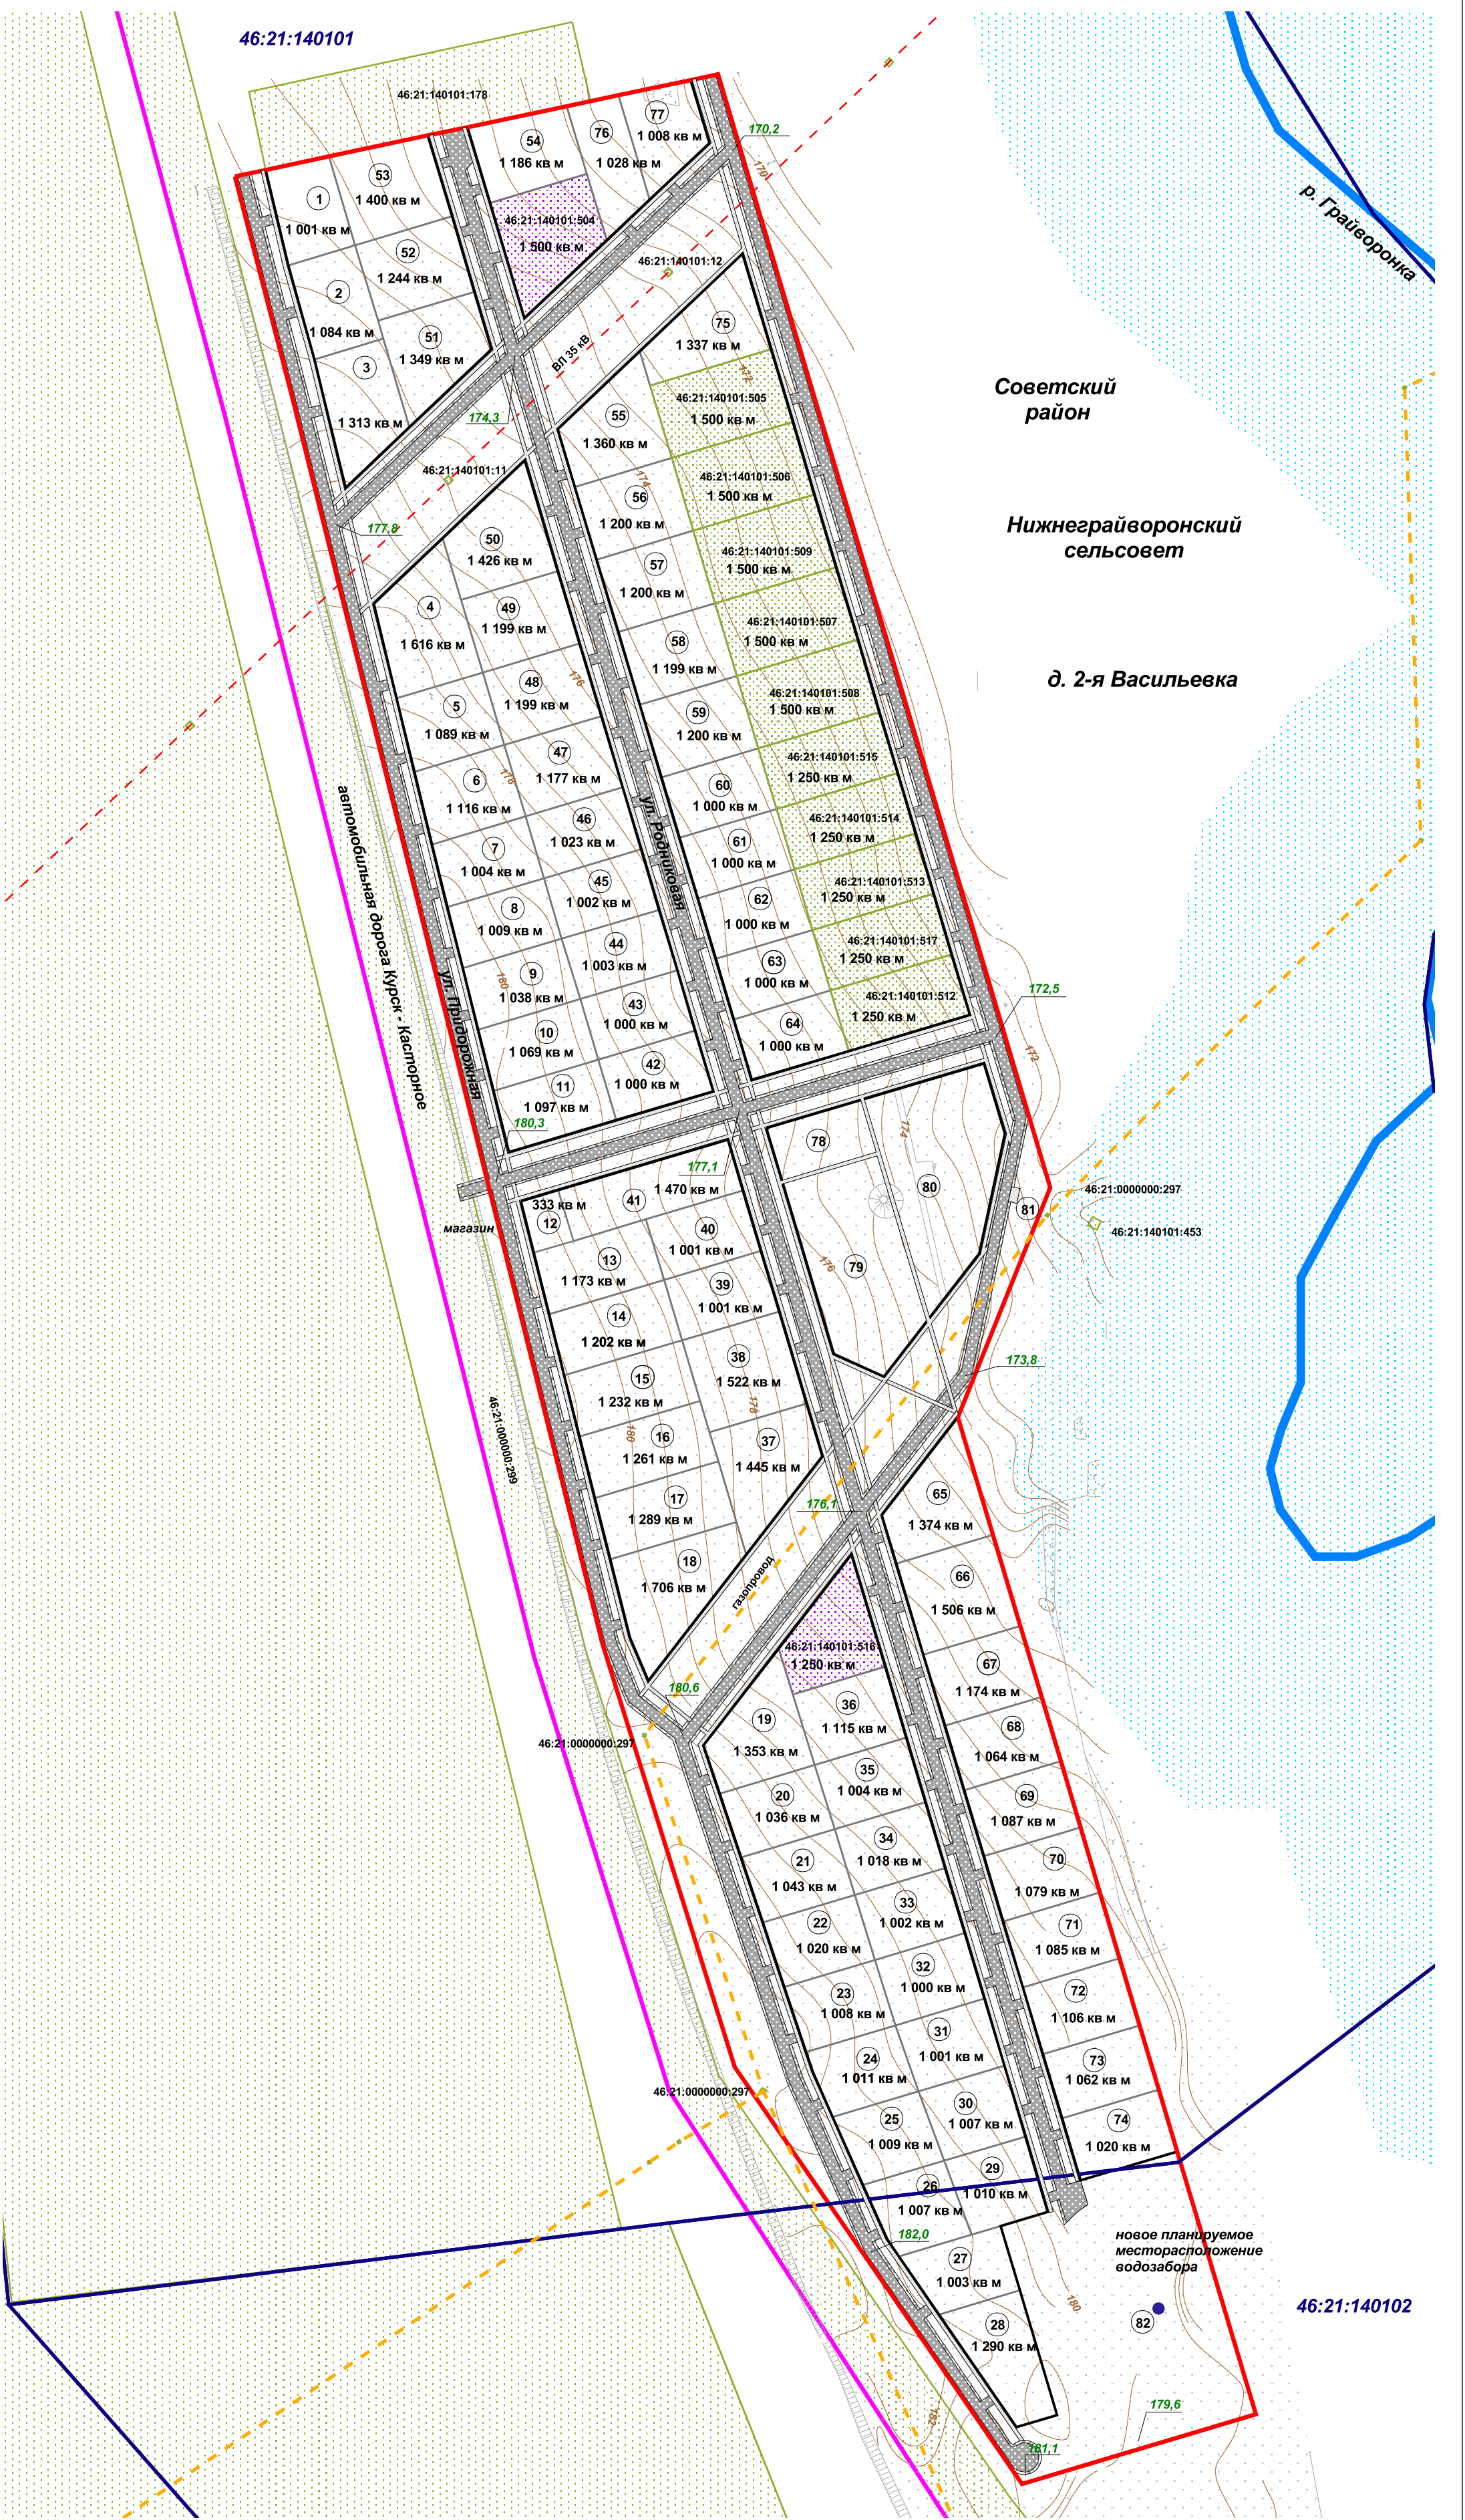 46:21:140101
46:21:140101:178
77
1 008 кв м
76
1 028 кв м
54
1 186 кв м
170,2
170
53
1 400 кв м
1
1 001 кв м
46:21:140101:504
1 500 кв м
р. Грайворонка
52
1 244 кв м
46:21:140101:12
2
1 084 кв м
51
1 349 кв м
75
1 337 кв м
ВЛ 35 кВ
3
1 313 кв м
172
Советский
район
46:21:140101:505
1 500 кв м
174,3
55
1 360 кв м
46:21:140101:11
174
46:21:140101:506
1 500 кв м
56
1 200 кв м
177,8
Нижнеграйворонский
сельсовет
50
1 426 кв м
46:21:140101:509
1 500 кв м
57
1 200 кв м
4
1 616 кв м
49
1 199 кв м
46:21:140101:507
1 500 кв м
58
1 199 кв м
48
1 199 кв м
176
д. 2-я Васильевка
46:21:140101:508
1 500 кв м
5
1 089 кв м
59
1 200 кв м
47
1 177 кв м
46:21:140101:515
1 250 кв м
6
1 116 кв м
178
60
1 000 кв м
46
1 023 кв м
46:21:140101:514
1 250 кв м
ул. Родниковая
7
1 004 кв м
61
1 000 кв м
45
1 002 кв м
46:21:140101:513
1 250 кв м
автомобильная дорога Курск - Касторное
8
1 009 кв м
62
1 000 кв м
44
1 003 кв м
46:21:140101:517
1 250 кв м
9
1 038 кв м
180
63
1 000 кв м
ул. Придорожная
43
1 000 кв м
46:21:140101:512
1 250 кв м
172,5
10
1 069 кв м
64
1 000 кв м
172
42
1 000 кв м
11
1 097 кв м
180,3
174
78
177,1
1 470 кв м
41
333 кв м
12
80
81
46:21:0000000:297
46:21:140101:453
магазин
40
1 001 кв м
13
1 173 кв м
176
79
39
1 001 кв м
14
1 202 кв м
38
1 522 кв м
173,8
15
1 232 кв м
178
46:21:000000:299
180
16
1 261 кв м
37
1 445 кв м
17
1 289 кв м
176,1
65
1 374 кв м
18
1 706 кв м
газопровод
66
1 506 кв м
46:21:140101:516
1 250 кв м
67
1 174 кв м
180,6
36
1 115 кв м
19
1 353 кв м
68
1 064 кв м
46:21:0000000:297
35
1 004 кв м
20
1 036 кв м
69
1 087 кв м
34
1 018 кв м
21
1 043 кв м
70
1 079 кв м
33
1 002 кв м
22
1 020 кв м
71
1 085 кв м
32
1 000 кв м
23
1 008 кв м
72
1 106 кв м
31
1 001 кв м
24
1 011 кв м
73
1 062 кв м
46:21:0000000:297
30
1 007 кв м
25
1 009 кв м
74
1 020 кв м
29
1 010 кв м
26
1 007 кв м
182,0
новое планируемое
месторасположение
водозабора
27
1 003 кв м
180
46:21:140102
82
28
1 290 кв м
182
179,6
181,1